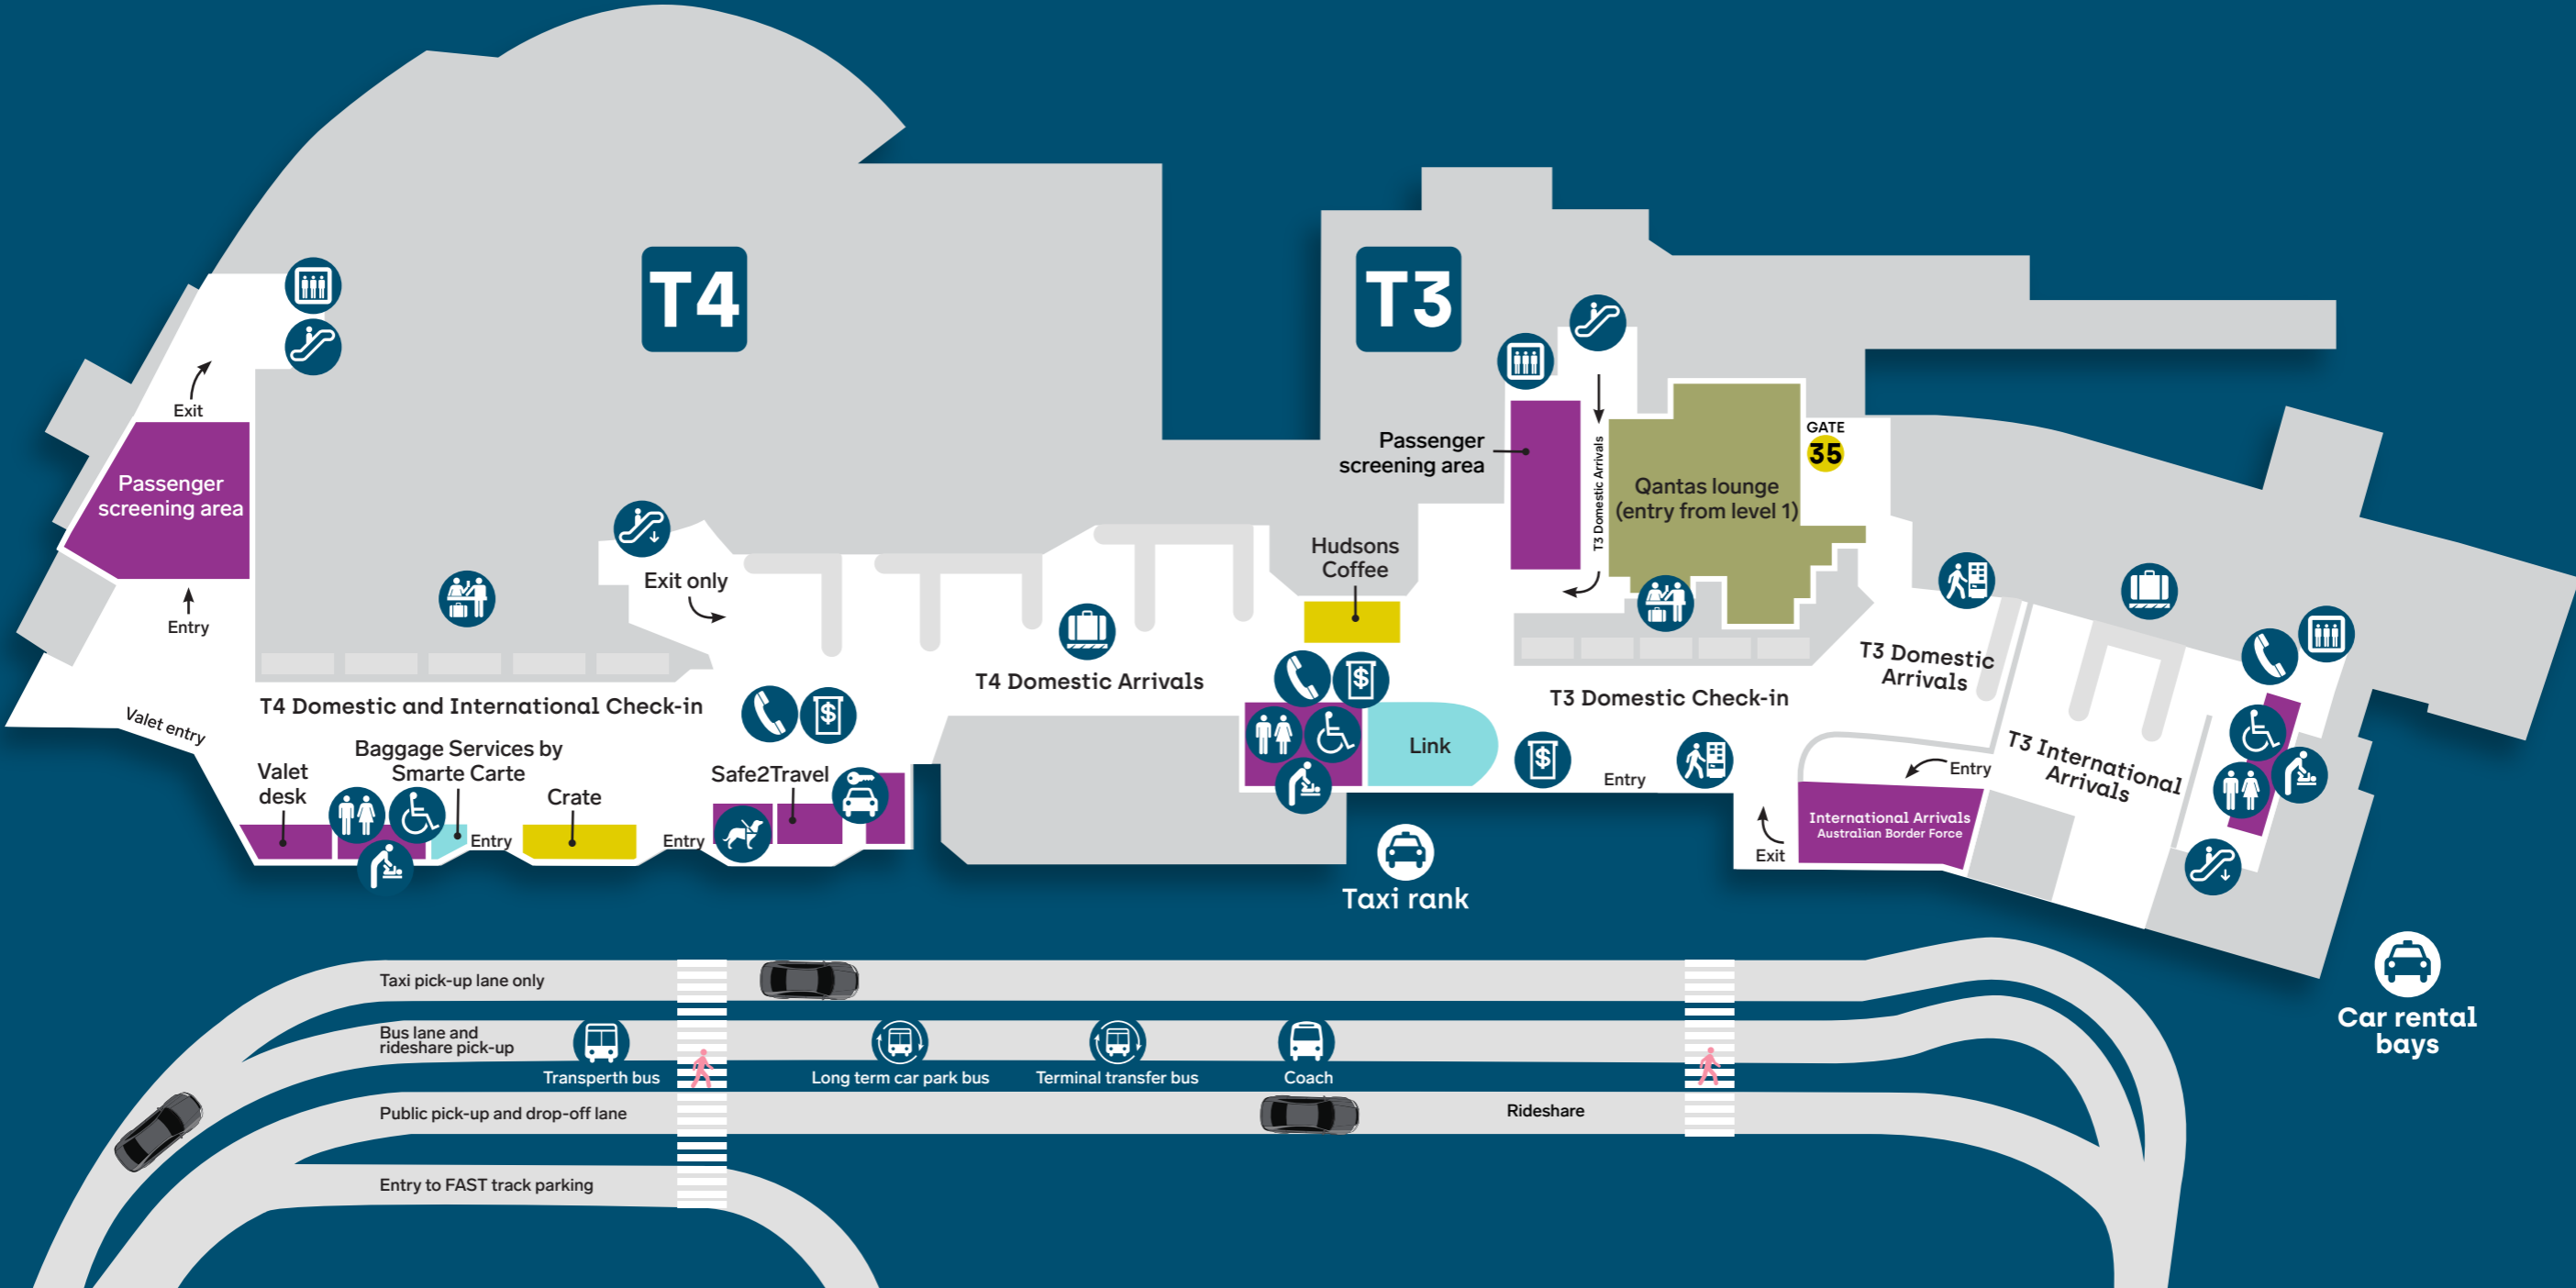 T4
T3
Exit
Passenger
screening area
Entry
Valet entry
T4 Domestic and International Check-in
Valet
desk
Baggage Services by
Smarte Carte
Entry
Crate
Entry
Safe2Travel
Exit only
T4 Domestic Arrivals
Hudsons
Coffee
Link
Passenger
screening area
T3 Domestic Arrivals
Qantas lounge
(entry from level 1)
GATE
35
T3 Domestic Check-in
Entry
T3 Domestic
Arrivals
Entry
International Arrivals
Australian Border Force
Exit
T3 International
Arrivals
Taxi rank
Car rental
bays
Taxi pick-up lane only
Bus lane and
rideshare pick-up
Transperth bus
Long term car park bus
Terminal transfer bus
Coach
Public pick-up and drop-off lane
Rideshare
Entry to FAST track parking